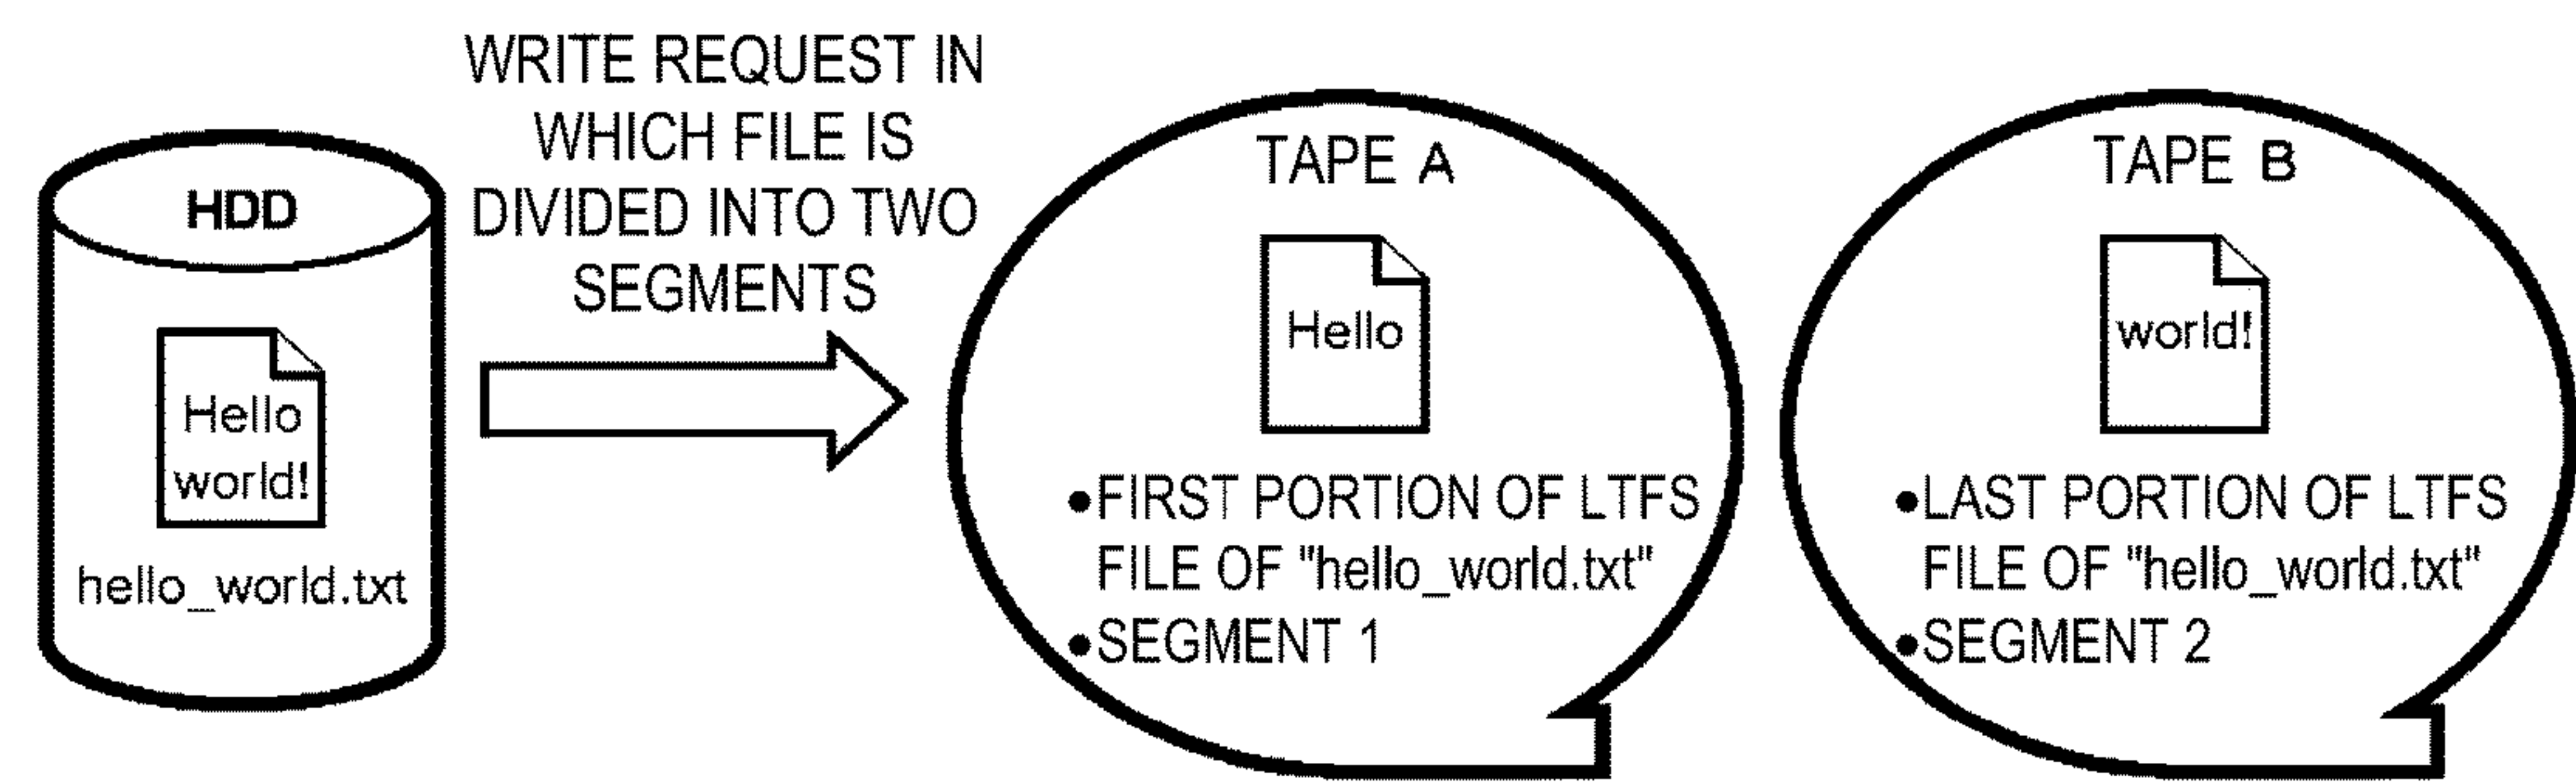 HDD
Hello
world!
hello_world.txt
WRITE REQUEST IN
WHICH FILE IS
DIVIDED INTO TWO
SEGMENTS
TAPE A
Hello
•FIRST PORTION OF LTFS
FILE OF "hello_world.txt"
•SEGMENT 1
TAPE B
world!
•LAST PORTION OF LTFS
FILE OF "hello_world.txt"
•SEGMENT 2